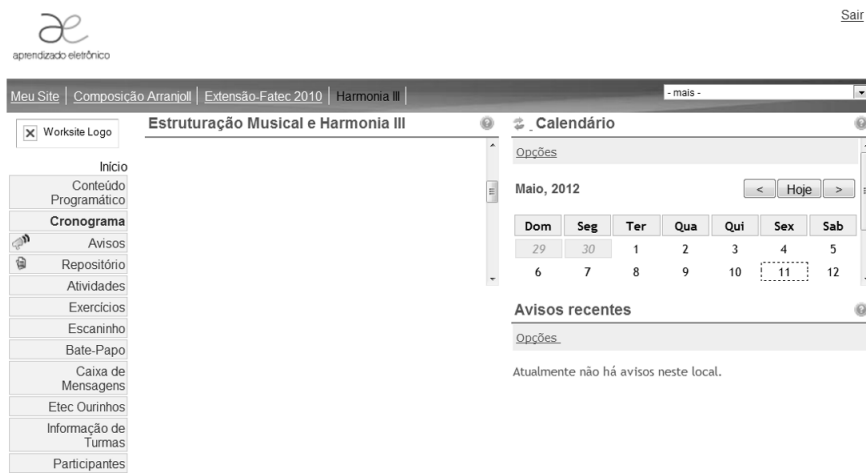 Sair
ae
aprendizado eletrônico
Meu Site | Composição ArranjoII | Extensão-Fatec 2010 | Harmonia III |
- mais -
Worksite Logo
Início
Conteúdo
Programático
Cronograma
Avisos
Repositório
Atividades
Exercícios
Escaninho
Bate-Papo
Caixa de
Mensagens
Etec Ourinhos
Informação de
Turmas
Participantes
Estruturação Musical e Harmonia III
Calendário
Opções
Maio, 2012
< Hoje >
Dom Seg Ter Qua Qui Sex Sab
29 30 1 2 3 4 5
6 7 8 9 10 11 12
Avisos recentes
Opções
Atualmente não há avisos neste local.